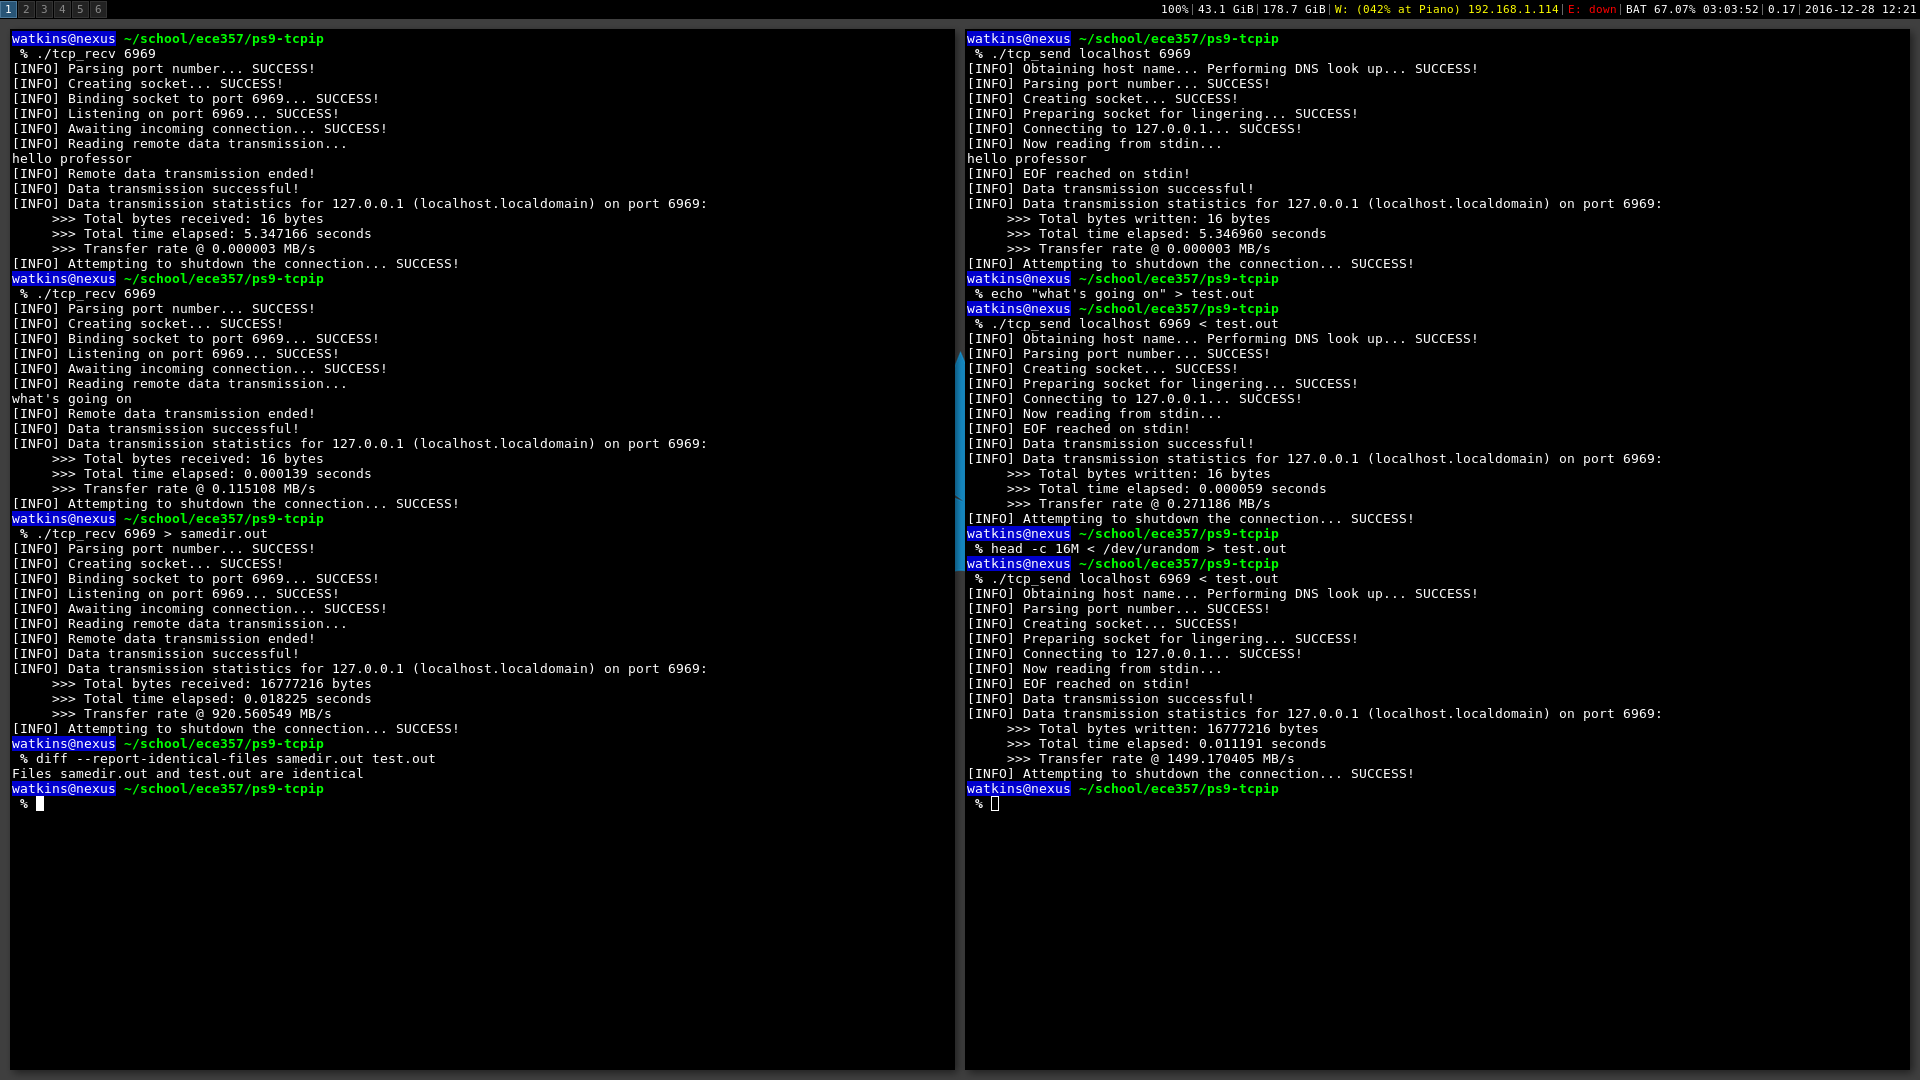 1 2 3 4 5 6
100% 43.1 GiB 178.7 GiB W: (042% at Piano) 192.168.1.114 E: down BAT 67.07% 03:03:52 0.17 2016-12-28 12:21
watkins@nexus ~/school/ece357/ps9-tcpip
% ./tcp_recv 6969
[INFO] Parsing port number... SUCCESS!
[INFO] Creating socket... SUCCESS!
[INFO] Binding socket to port 6969... SUCCESS!
[INFO] Listening on port 6969... SUCCESS!
[INFO] Awaiting incoming connection... SUCCESS!
[INFO] Reading remote data transmission...
hello professor
[INFO] Remote data transmission ended!
[INFO] Data transmission successful!
[INFO] Data transmission statistics for 127.0.0.1 (localhost.localdomain) on port 6969:
>>> Total bytes received: 16 bytes
>>> Total time elapsed: 5.347166 seconds
>>> Transfer rate @ 0.000003 MB/s
[INFO] Attempting to shutdown the connection... SUCCESS!
watkins@nexus ~/school/ece357/ps9-tcpip
% ./tcp_recv 6969
[INFO] Parsing port number... SUCCESS!
[INFO] Creating socket... SUCCESS!
[INFO] Binding socket to port 6969... SUCCESS!
[INFO] Listening on port 6969... SUCCESS!
[INFO] Awaiting incoming connection... SUCCESS!
[INFO] Reading remote data transmission...
what's going on
[INFO] Remote data transmission ended!
[INFO] Data transmission successful!
[INFO] Data transmission statistics for 127.0.0.1 (localhost.localdomain) on port 6969:
>>> Total bytes received: 16 bytes
>>> Total time elapsed: 0.000139 seconds
>>> Transfer rate @ 0.115108 MB/s
[INFO] Attempting to shutdown the connection... SUCCESS!
watkins@nexus ~/school/ece357/ps9-tcpip
% ./tcp_recv 6969 > samedir.out
[INFO] Parsing port number... SUCCESS!
[INFO] Creating socket... SUCCESS!
[INFO] Binding socket to port 6969... SUCCESS!
[INFO] Listening on port 6969... SUCCESS!
[INFO] Awaiting incoming connection... SUCCESS!
[INFO] Reading remote data transmission...
[INFO] Remote data transmission ended!
[INFO] Data transmission successful!
[INFO] Data transmission statistics for 127.0.0.1 (localhost.localdomain) on port 6969:
>>> Total bytes received: 16777216 bytes
>>> Total time elapsed: 0.018225 seconds
>>> Transfer rate @ 920.560549 MB/s
[INFO] Attempting to shutdown the connection... SUCCESS!
watkins@nexus ~/school/ece357/ps9-tcpip
% diff --report-identical-files samedir.out test.out
Files samedir.out and test.out are identical
watkins@nexus ~/school/ece357/ps9-tcpip
%
watkins@nexus ~/school/ece357/ps9-tcpip
% ./tcp_send localhost 6969
[INFO] Obtaining host name... Performing DNS look up... SUCCESS!
[INFO] Parsing port number... SUCCESS!
[INFO] Creating socket... SUCCESS!
[INFO] Preparing socket for lingering... SUCCESS!
[INFO] Connecting to 127.0.0.1... SUCCESS!
[INFO] Now reading from stdin...
hello professor
[INFO] EOF reached on stdin!
[INFO] Data transmission successful!
[INFO] Data transmission statistics for 127.0.0.1 (localhost.localdomain) on port 6969:
>>> Total bytes written: 16 bytes
>>> Total time elapsed: 5.346960 seconds
>>> Transfer rate @ 0.000003 MB/s
[INFO] Attempting to shutdown the connection... SUCCESS!
watkins@nexus ~/school/ece357/ps9-tcpip
% echo "what's going on" > test.out
watkins@nexus ~/school/ece357/ps9-tcpip
% ./tcp_send localhost 6969 < test.out
[INFO] Obtaining host name... Performing DNS look up... SUCCESS!
[INFO] Parsing port number... SUCCESS!
[INFO] Creating socket... SUCCESS!
[INFO] Preparing socket for lingering... SUCCESS!
[INFO] Connecting to 127.0.0.1... SUCCESS!
[INFO] Now reading from stdin...
[INFO] EOF reached on stdin!
[INFO] Data transmission successful!
[INFO] Data transmission statistics for 127.0.0.1 (localhost.localdomain) on port 6969:
>>> Total bytes written: 16 bytes
>>> Total time elapsed: 0.000059 seconds
>>> Transfer rate @ 0.271186 MB/s
[INFO] Attempting to shutdown the connection... SUCCESS!
watkins@nexus ~/school/ece357/ps9-tcpip
% head -c 16M < /dev/urandom > test.out
watkins@nexus ~/school/ece357/ps9-tcpip
% ./tcp_send localhost 6969 < test.out
[INFO] Obtaining host name... Performing DNS look up... SUCCESS!
[INFO] Parsing port number... SUCCESS!
[INFO] Creating socket... SUCCESS!
[INFO] Preparing socket for lingering... SUCCESS!
[INFO] Connecting to 127.0.0.1... SUCCESS!
[INFO] Now reading from stdin...
[INFO] EOF reached on stdin!
[INFO] Data transmission successful!
[INFO] Data transmission statistics for 127.0.0.1 (localhost.localdomain) on port 6969:
>>> Total bytes written: 16777216 bytes
>>> Total time elapsed: 0.011191 seconds
>>> Transfer rate @ 1499.170405 MB/s
[INFO] Attempting to shutdown the connection... SUCCESS!
watkins@nexus ~/school/ece357/ps9-tcpip
%